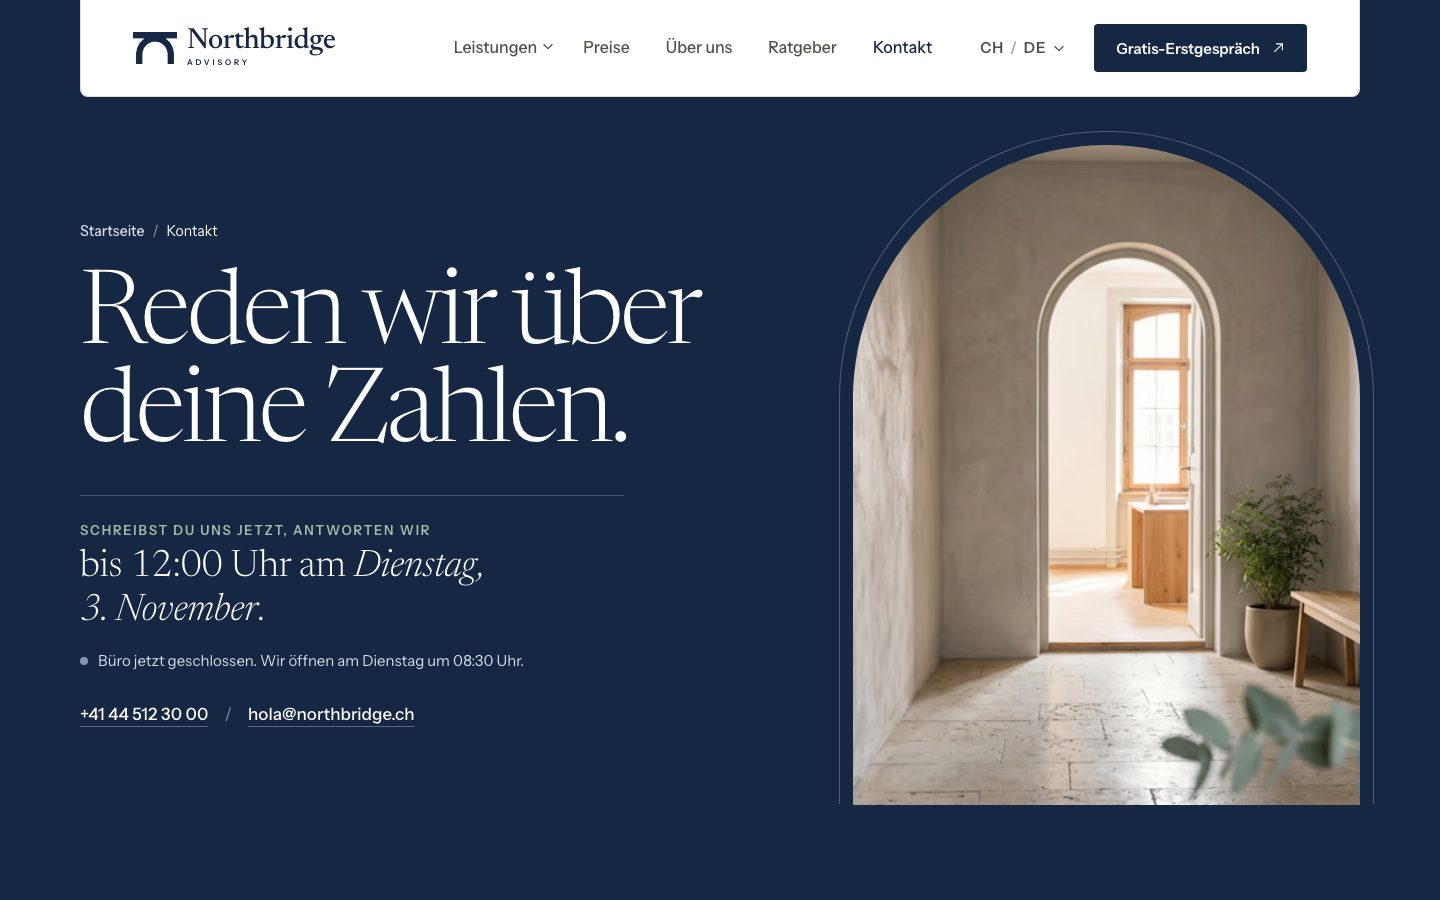 Northbridge
ADVISORY
Leistungen
Preise
Über uns
Ratgeber
Kontakt
CH / DE
Gratis-Erstgespräch
Startseite / Kontakt
Reden wir über
deine Zahlen.
SCHREIBST DU UNS JETZT, ANTWORTEN WIR
bis 12:00 Uhr am Dienstag,
3. November.
Büro jetzt geschlossen. Wir öffnen am Dienstag um 08:30 Uhr.
+41 44 512 30 00 / hola@northbridge.ch